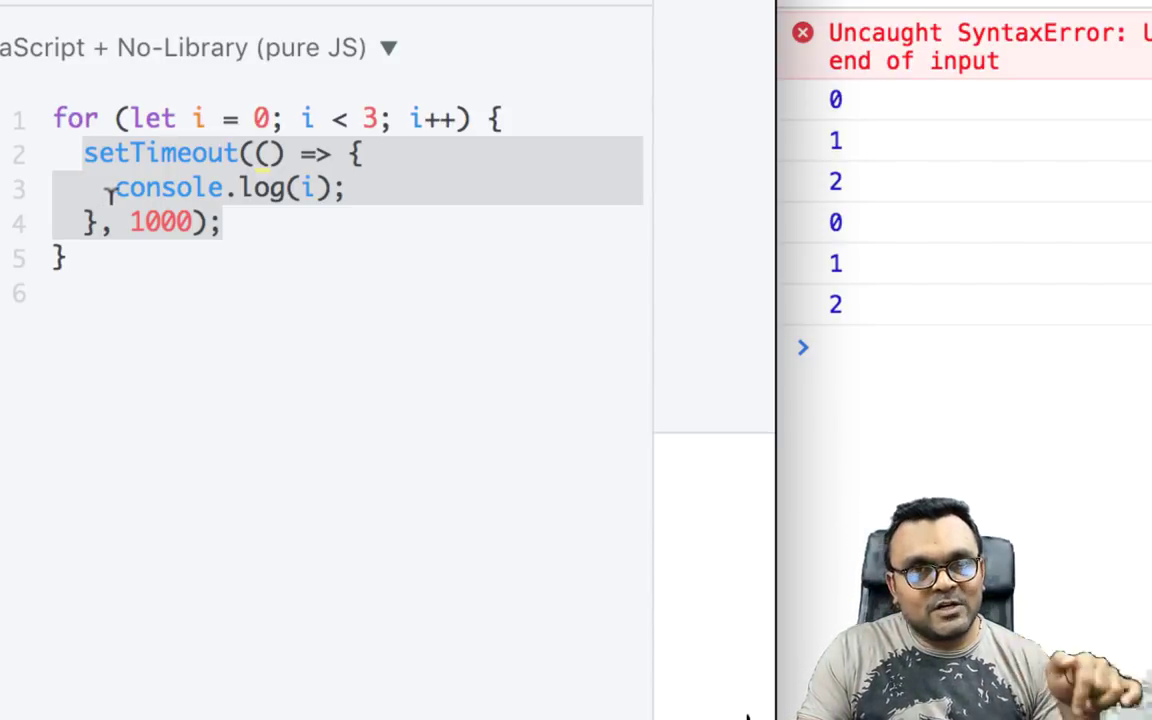 aScript + No-Library (pure JS) ▼
1 for (let i = 0; i < 3; i++) {
2 setTimeout(() => {
3 console.log(i);
4 }, 1000);
5 }
6
Uncaught SyntaxError: U
end of input
0
1
2
0
1
2
>